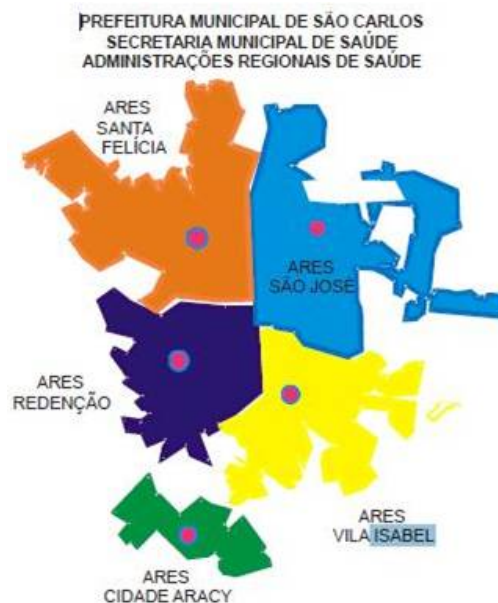 PREFEITURA MUNICIPAL DE SÃO CARLOS
SECRETARIA MUNICIPAL DE SAÚDE
ADMINISTRAÇÕES REGIONAIS DE SAÚDE
ARES
SANTA
FELÍCIA
ARES
SÃO JOSÉ
ARES
REDENÇÃO
ARES
VILA ISABEL
ARES
CIDADE ARACY